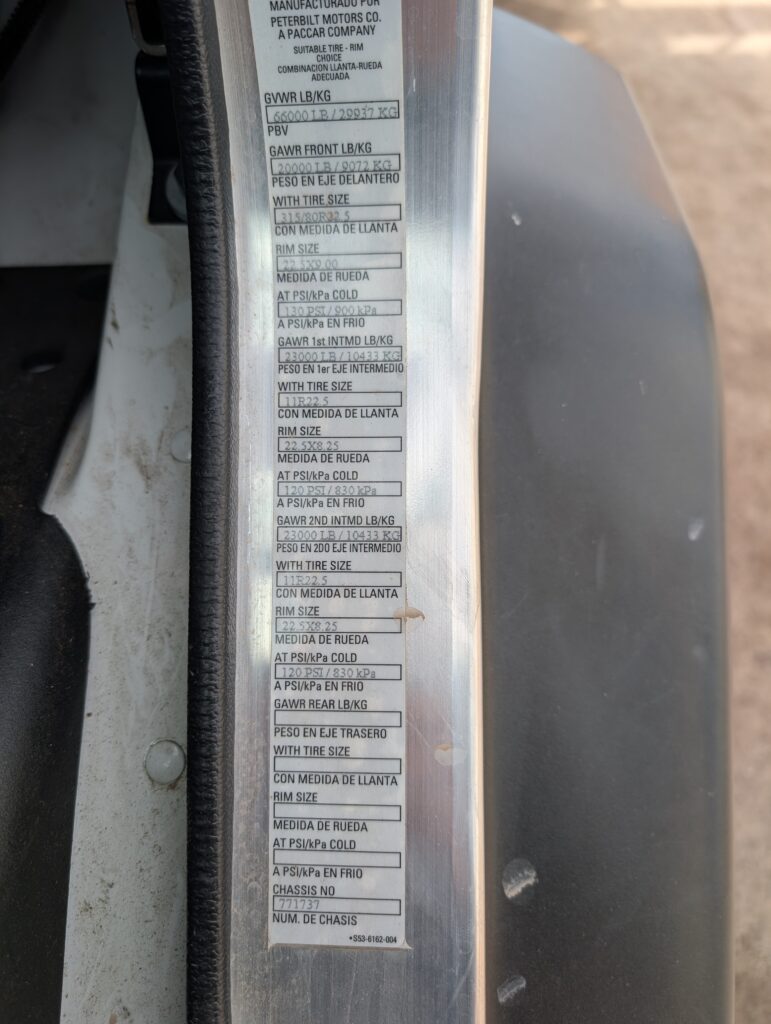 MANUFACTURADO POR
PETERBILT MOTORS CO.
A PACCAR COMPANY
SUITABLE TIRE - RIM
CHOICE
COMBINACION LLANTA-RUEDA
ADECUADA
GVWR LB/KG
66000 LB / 29937 KG
PBV
GAWR FRONT LB/KG
20000 LB / 9072 KG
PESO EN EJE DELANTERO
WITH TIRE SIZE
315/80R22.5
CON MEDIDA DE LLANTA
RIM SIZE
22.5X9.00
MEDIDA DE RUEDA
AT PSI/kPa COLD
130 PSI / 900 kPa
A PSI/kPa EN FRIO
GAWR 1st INTMD LB/KG
23000 LB / 10433 KG
PESO EN 1er EJE INTERMEDIO
WITH TIRE SIZE
11R22.5
CON MEDIDA DE LLANTA
RIM SIZE
22.5X8.25
MEDIDA DE RUEDA
AT PSI/kPa COLD
120 PSI / 830 kPa
A PSI/kPa EN FRIO
GAWR 2ND INTMD LB/KG
23000 LB / 10433 KG
PESO EN 2DO EJE INTERMEDIO
WITH TIRE SIZE
11R22.5
CON MEDIDA DE LLANTA
RIM SIZE
22.5X8.25
MEDIDA DE RUEDA
AT PSI/kPa COLD
120 PSI / 830 kPa
A PSI/kPa EN FRIO
GAWR REAR LB/KG
PESO EN EJE TRASERO
WITH TIRE SIZE
CON MEDIDA DE LLANTA
RIM SIZE
MEDIDA DE RUEDA
AT PSI/kPa COLD
A PSI/kPa EN FRIO
CHASSIS NO
771737
NUM. DE CHASIS
*S53-6162-004